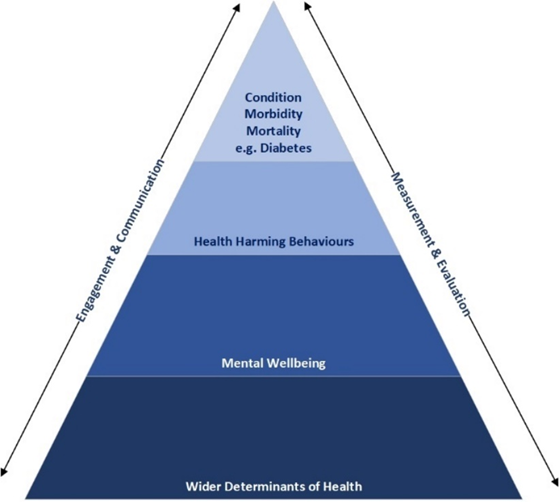 Condition
Morbidity
Mortality
e.g. Diabetes
Engagement & Communication
Measurement & Evaluation
Health Harming Behaviours
Mental Wellbeing
Wider Determinants of Health